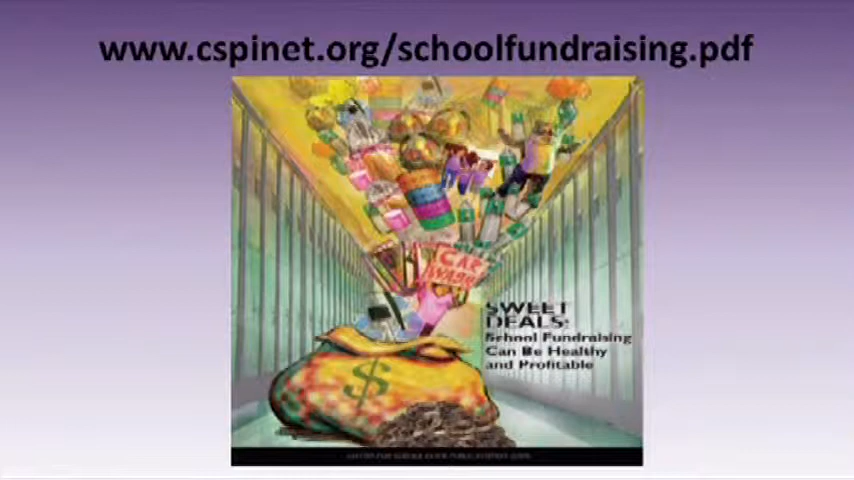 www.cspinet.org/schoolfundraising.pdf
CAR
WASH
SWEET
DEALS:
School Fundraising
Can Be Healthy
and Profitable